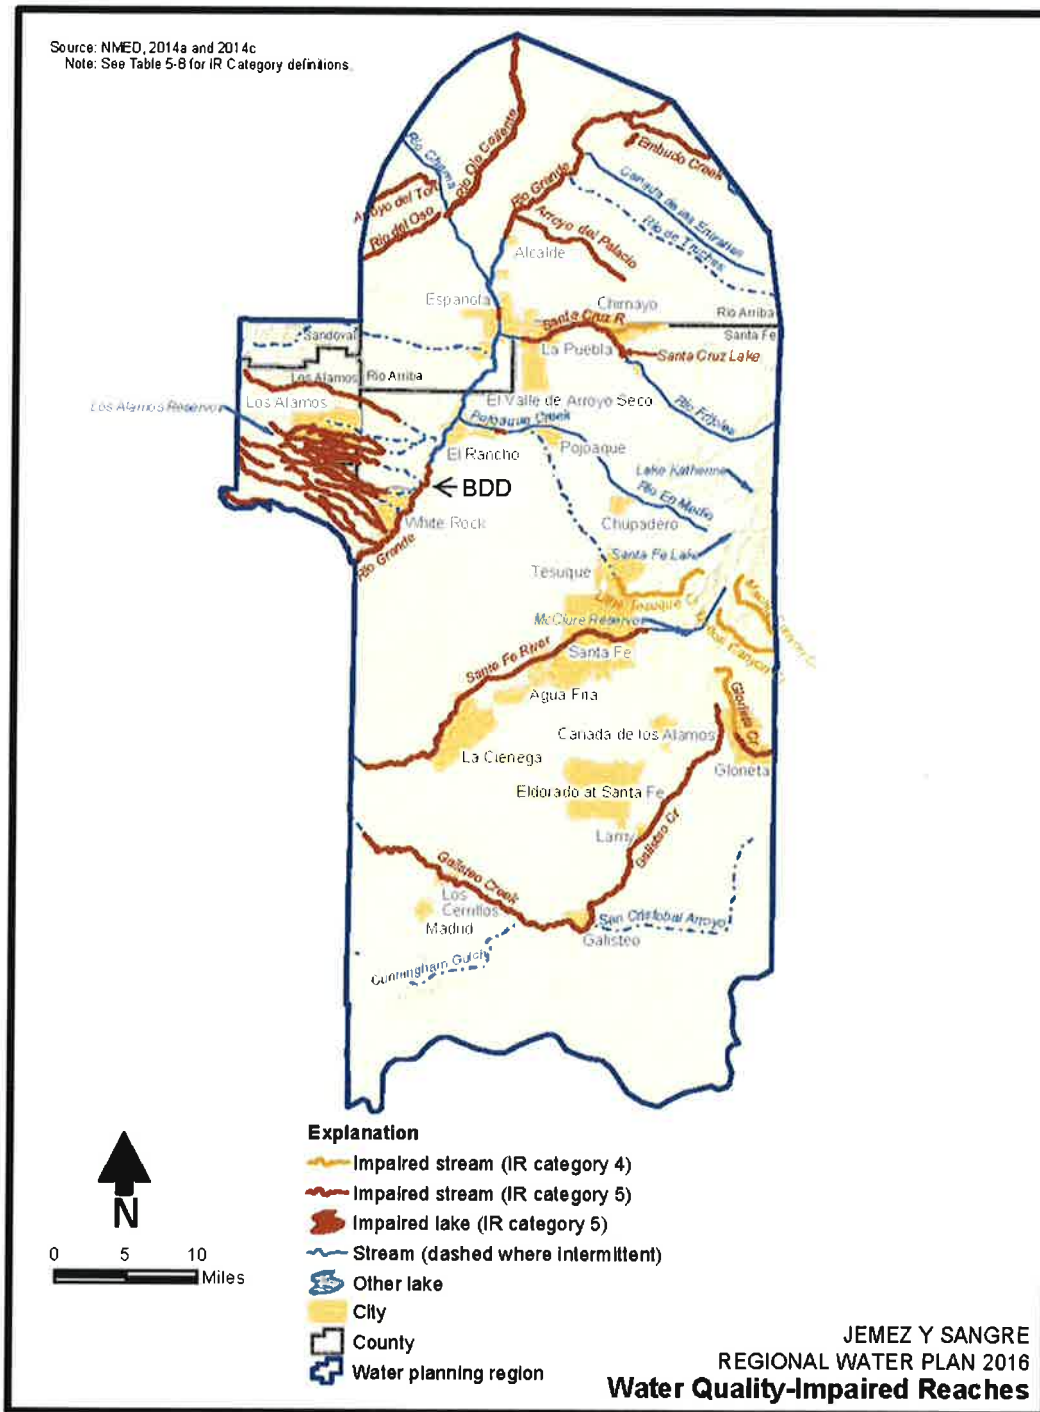 Source: NMED, 2014a and 2014c
Note: See Table 5-8 for IR Category definitions
Rio Chama
Rio Ojo Caliente
Rio Grande
Embudo Creek
Canada de las Entranas
Rio de Truchas
Rio del Oso
Arroyo del Palacio
Alcalde
Espanola
Chimayo
Santa Cruz R
Rio Arriba
Santa Fe
Sandoval
La Puebla
Santa Cruz Lake
Los Alamos
Rio Arriba
Los Alamos
El Valle de Arroyo Seco
Rio Frijoles
Pojoaque Creek
El Rancho
Pojoaque
Lake Katherine
BDD
Rio En Medio
White Rock
Chupadero
Rio Grande
Santa Fe Lake
Tesuque
McClure Reservoir
Santa Fe River
Santa Fe
Agua Fria
Glorieta Cr
Canada de los Alamos
La Cienega
Glorieta
Eldorado at Santa Fe
Lamy
Galisteo Cr
Galisteo Creek
Los
Cerrillos
Madrid
San Cristobal Arroyo
Galisteo
Cunningham Gulch
Explanation
Impaired stream (IR category 4)
Impaired stream (IR category 5)
Impaired lake (IR category 5)
Stream (dashed where intermittent)
Other lake
City
County
Water planning region
N
0 5 10
Miles
JEMEZ Y SANGRE
REGIONAL WATER PLAN 2016
Water Quality-Impaired Reaches